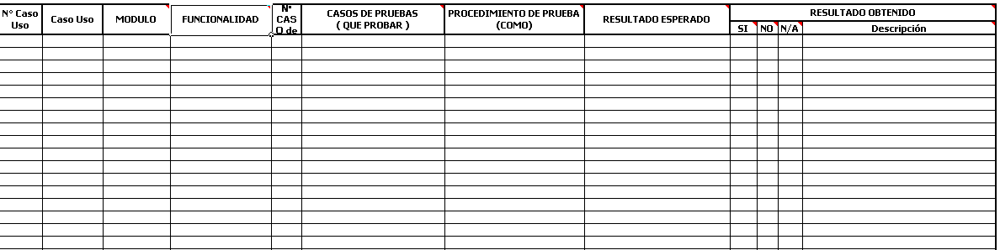 N° Caso
Uso
Caso Uso
MODULO
FUNCIONALIDAD
N°
CAS
O de
CASOS DE PRUEBAS
( QUE PROBAR )
PROCEDIMIENTO DE PRUEBA
(COMO)
RESULTADO ESPERADO
RESULTADO OBTENIDO
SI
NO
N/A
Descripción